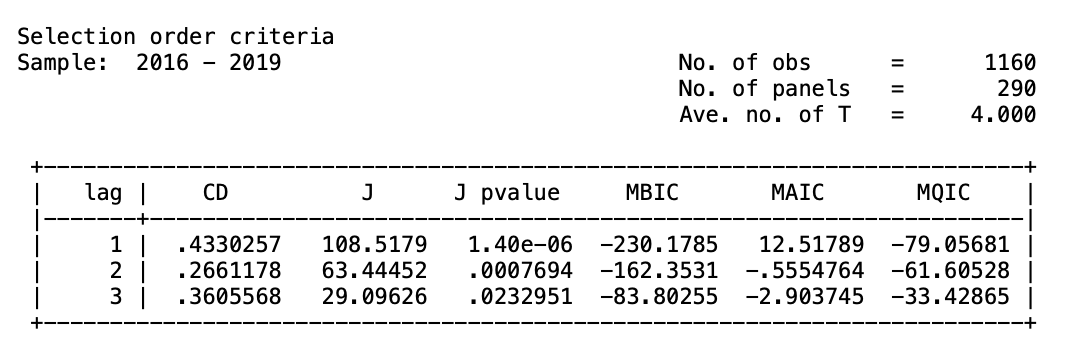 Selection order criteria
Sample:  2016 - 2019                    No. of obs      =      1160
                                        No. of panels   =       290
                                        Ave. no. of T   =     4.000
+--------------------------------------------------------------------------+
|   lag |    CD          J      J pvalue     MBIC       MAIC       MQIC    |
|-------+------------------------------------------------------------------|
|     1 | .4330257   108.5179   1.40e-06  -230.1785   12.51789  -79.05681 |
|     2 | .2661178   63.44452   .0007694  -162.3531  -.5554764  -61.60528 |
|     3 | .3605568   29.09626   .0232951  -83.80255  -2.903745  -33.42865 |
+--------------------------------------------------------------------------+